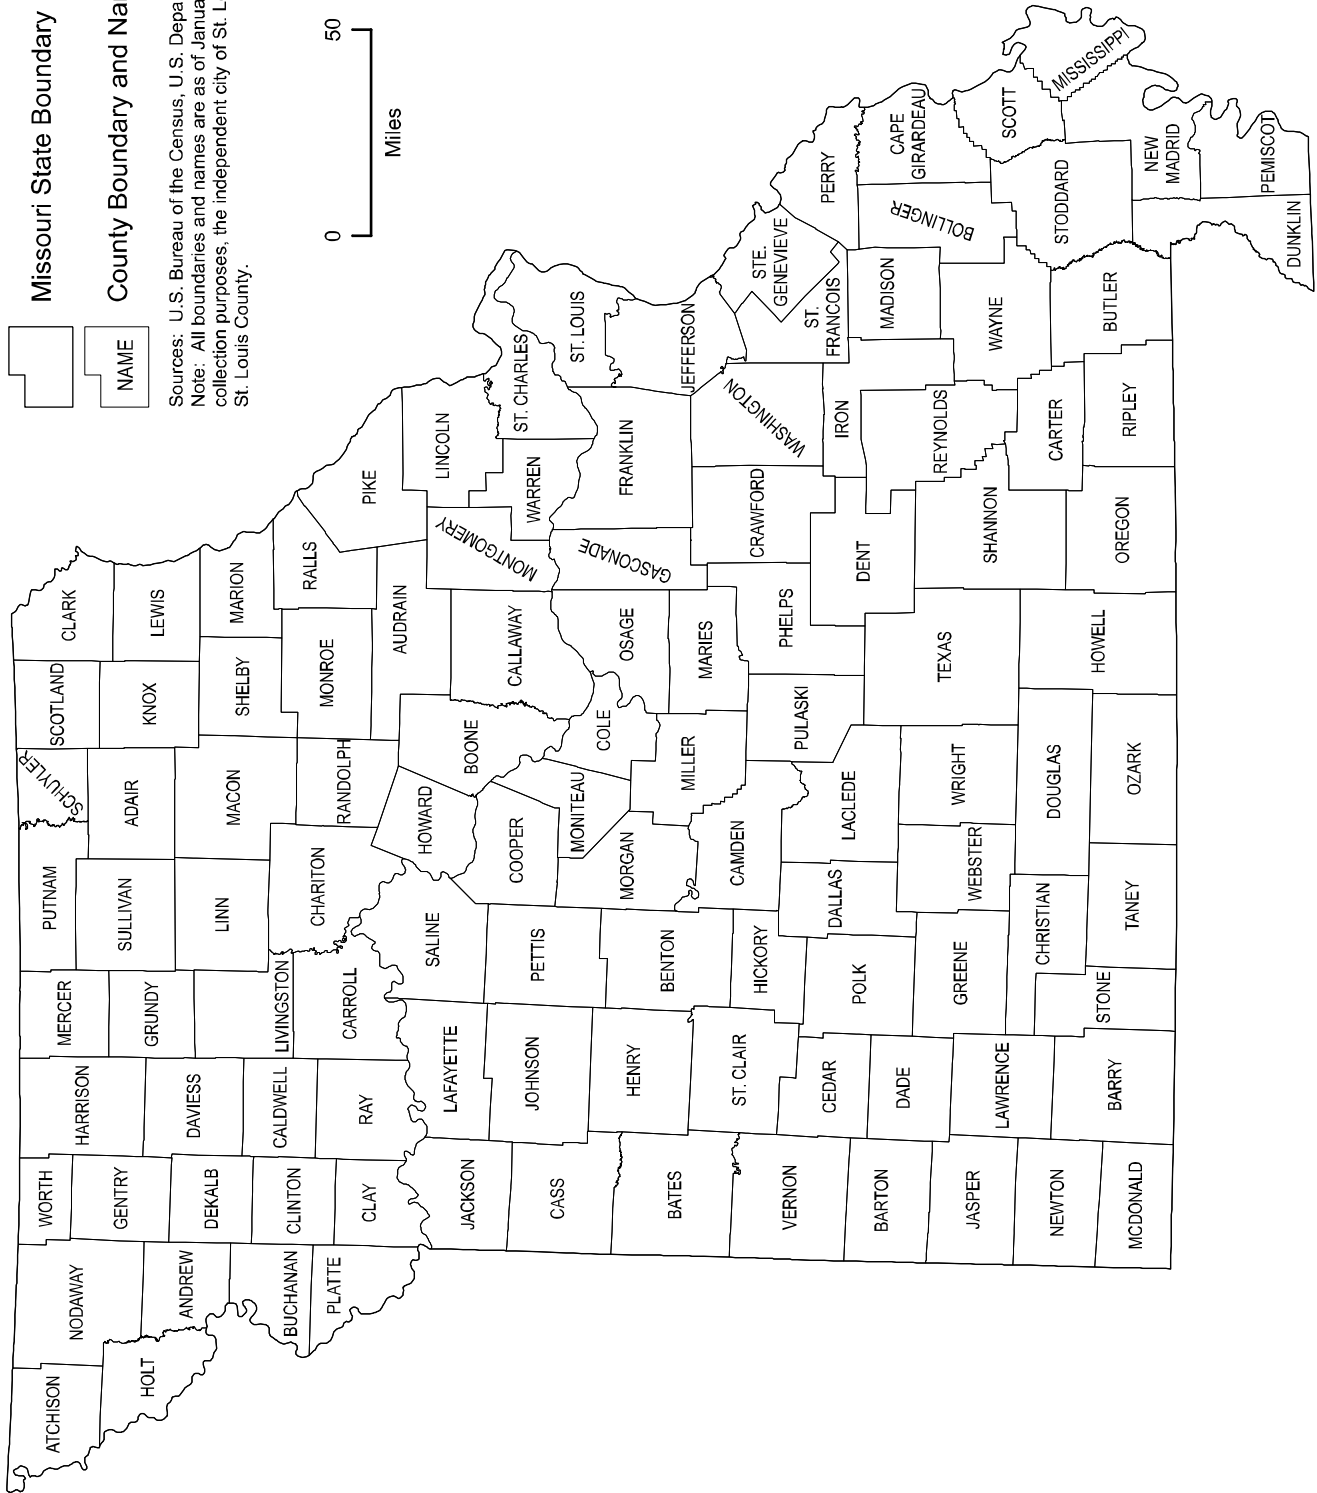 Missouri State Boundary
NAME
County Boundary and Na
Sources: U.S. Bureau of the Census, U.S. Depa
Note: All boundaries and names are as of Janua
collection purposes, the independent city of St. L
St. Louis County.
0
50
Miles
ATCHISON
NODAWAY
WORTH
HARRISON
MERCER
PUTNAM
SCHUYLER
SCOTLAND
CLARK
HOLT
ANDREW
GENTRY
DAVIESS
GRUNDY
SULLIVAN
ADAIR
KNOX
LEWIS
DEKALB
LIVINGSTON
LINN
MACON
SHELBY
MARION
BUCHANAN
CLINTON
CALDWELL
CARROLL
CHARITON
RANDOLPH
MONROE
RALLS
PLATTE
CLAY
RAY
SALINE
HOWARD
BOONE
AUDRAIN
PIKE
JACKSON
LAFAYETTE
PETTIS
COOPER
MONITEAU
COLE
CALLAWAY
MONTGOMERY
WARREN
LINCOLN
ST. CHARLES
ST. LOUIS
CASS
JOHNSON
BENTON
MORGAN
MILLER
OSAGE
GASCONADE
FRANKLIN
JEFFERSON
BATES
HENRY
ST. CLAIR
HICKORY
CAMDEN
MARIES
CRAWFORD
WASHINGTON
STE.
GENEVIEVE
ST.
FRANCOIS
PERRY
VERNON
CEDAR
POLK
DALLAS
LACLEDE
PULASKI
PHELPS
DENT
IRON
MADISON
BOLLINGER
CAPE
GIRARDEAU
BARTON
DADE
GREENE
WEBSTER
WRIGHT
TEXAS
SHANNON
REYNOLDS
WAYNE
STODDARD
SCOTT
MISSISSIPPI
JASPER
LAWRENCE
CHRISTIAN
DOUGLAS
HOWELL
OREGON
CARTER
RIPLEY
BUTLER
NEW
MADRID
NEWTON
MCDONALD
BARRY
STONE
TANEY
OZARK
DUNKLIN
PEMISCOT